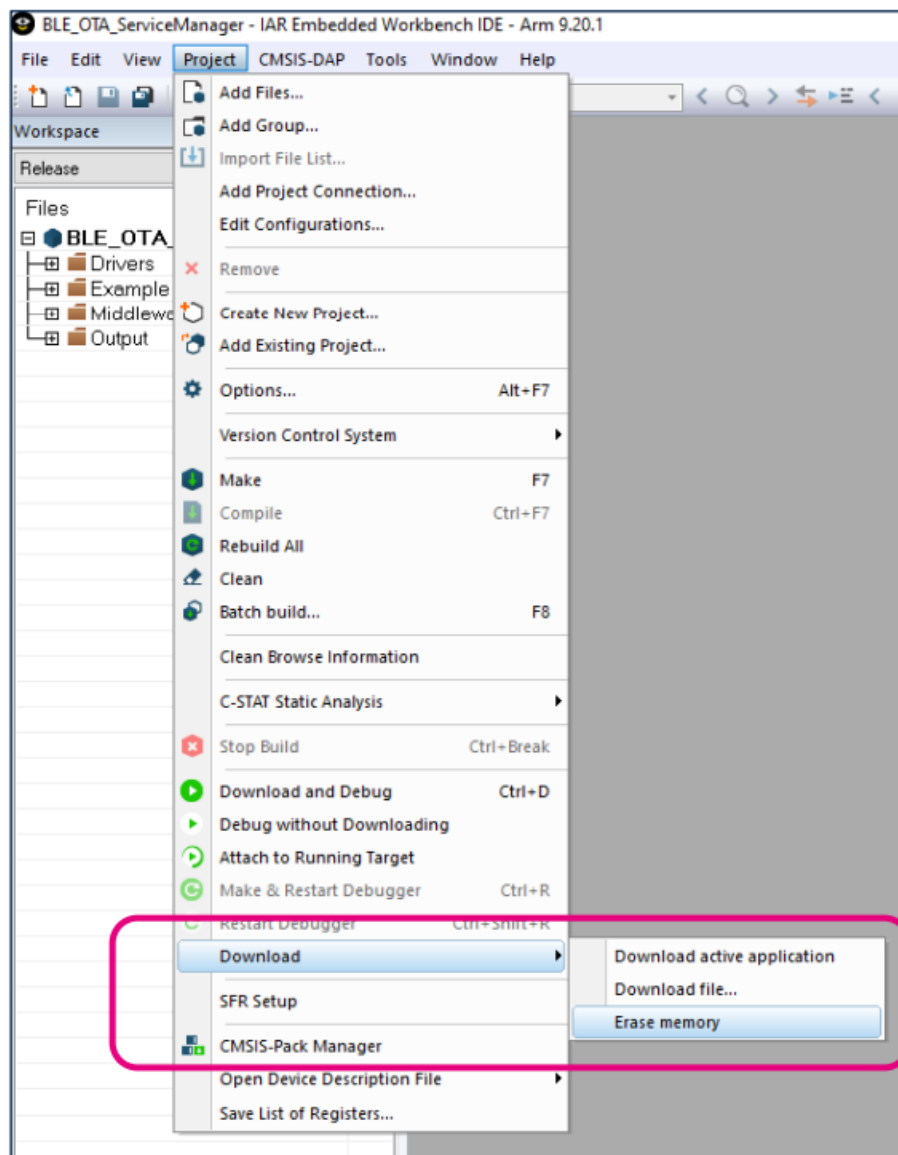 BLE_OTA_ServiceManager - IAR Embedded Workbench IDE - Arm 9.20.1
File Edit View Project CMSIS-DAP Tools Window Help
Workspace
Release
Files
BLE_OTA_
Drivers
Example
Middlewa
Output
Add Files...
Add Group...
Import File List...
Add Project Connection...
Edit Configurations...
Remove
Create New Project...
Add Existing Project...
Options... Alt+F7
Version Control System
Make F7
Compile Ctrl+F7
Rebuild All
Clean
Batch build... F8
Clean Browse Information
C-STAT Static Analysis
Stop Build Ctrl+Break
Download and Debug Ctrl+D
Debug without Downloading
Attach to Running Target
Make & Restart Debugger Ctrl+R
Restart Debugger Ctrl+Shift+R
Download
SFR Setup
CMSIS-Pack Manager
Open Device Description File
Save List of Registers...
Download active application
Download file...
Erase memory